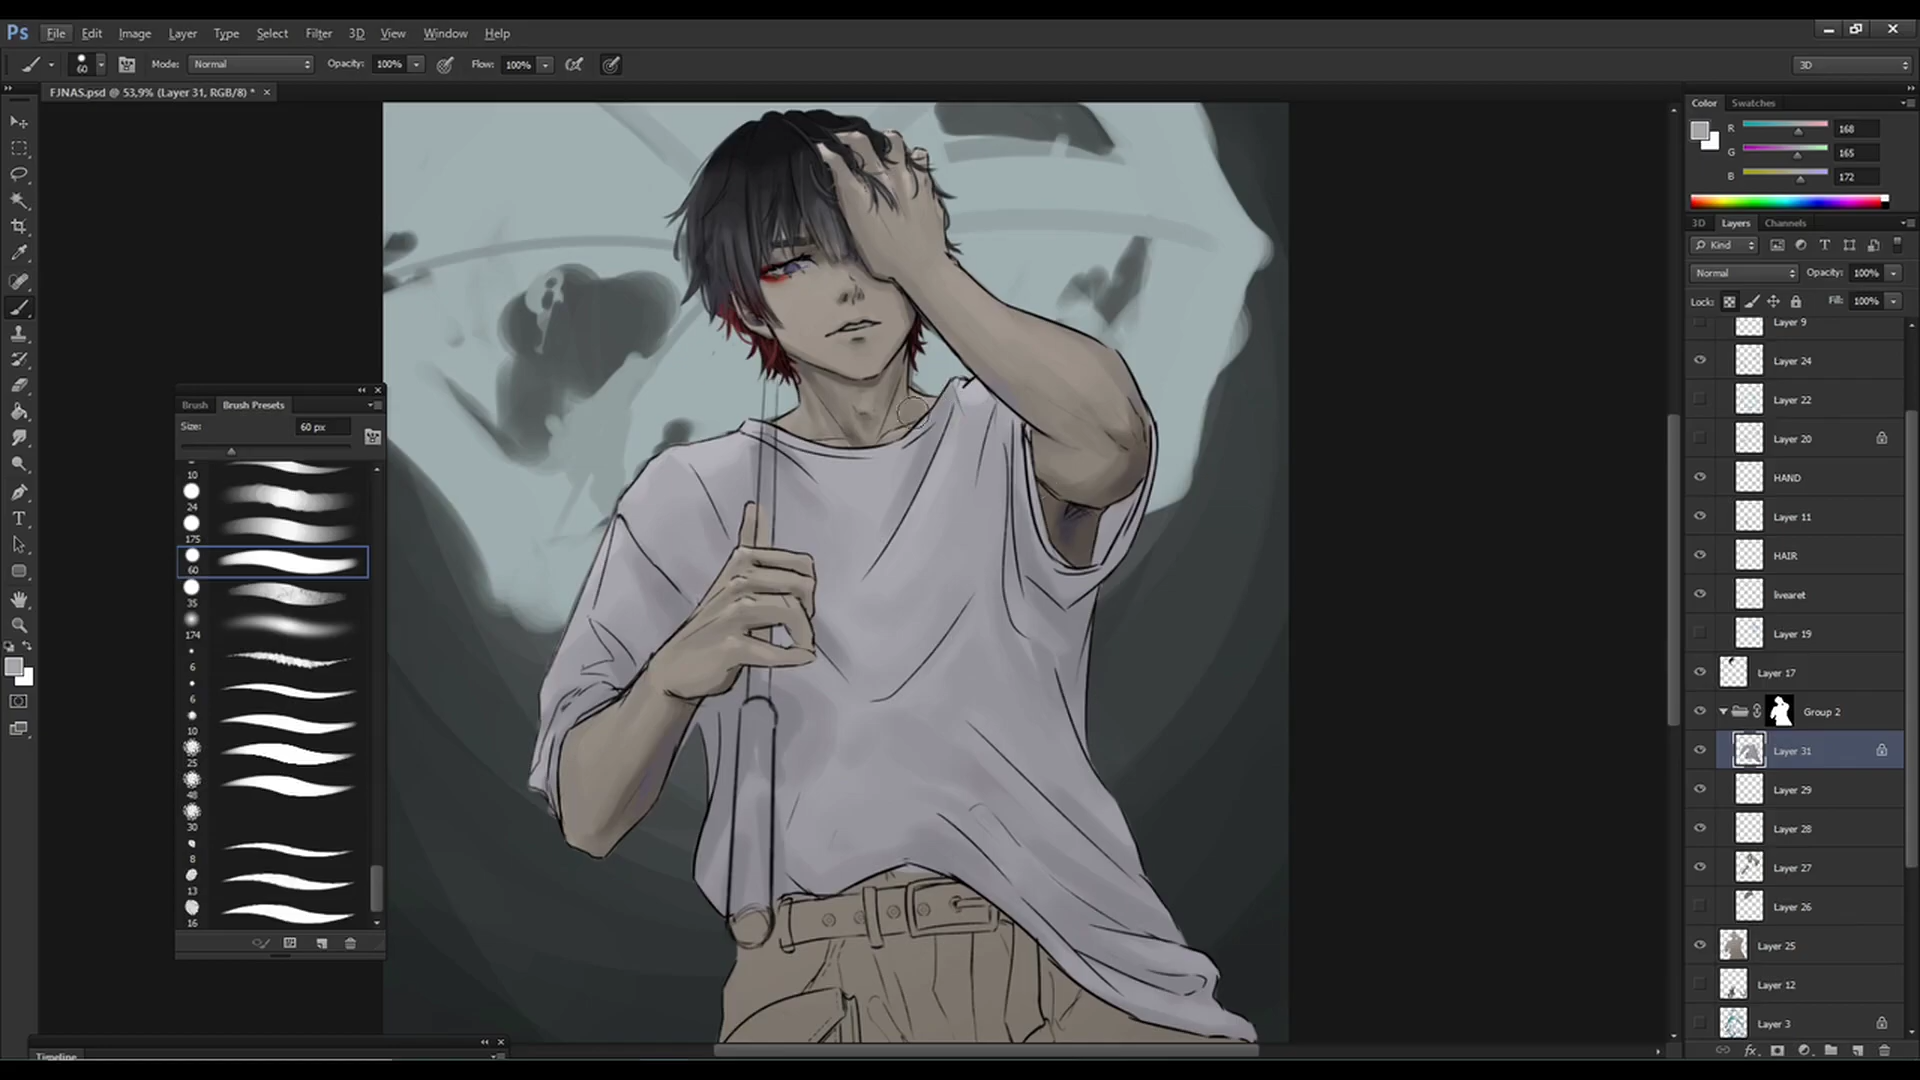 Ps File Edit Image Layer Type Select Filter 3D View Window Help
60 Mode: Normal Opacity: 100% Flow: 100% 3D
FJNAS.psd @ 53,9% (Layer 31, RGB/8) * ×
Color Swatches
R 168
G 165
B 172
3D Layers Channels
Kind
Normal Opacity: 100%
Lock: Fill: 100%
Layer 9
Layer 24
Layer 22
Layer 20
HAND
Layer 11
HAIR
livearet
Layer 19
Layer 17
Group 2
Layer 31
Layer 29
Layer 28
Layer 27
Layer 26
Layer 25
Layer 12
Layer 3
Brush Brush Presets
Size: 60 px
10
24
175
60
35
174
6
6
10
25
48
30
8
13
16
Timeline